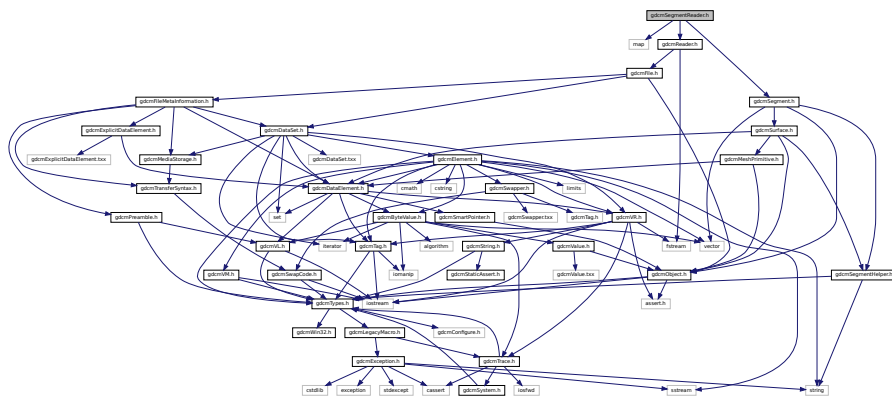 gdcmSegmentReader.h
map
gdcmReader.h
gdcmFile.h
gdcmFileMetaInformation.h
gdcmSegment.h
gdcmExplicitDataElement.h
gdcmDataSet.h
gdcmSurface.h
gdcmExplicitDataElement.txx
gdcmMediaStorage.h
gdcmDataSet.txx
gdcmElement.h
gdcmMeshPrimitive.h
gdcmTransferSyntax.h
set
gdcmDataElement.h
cmath
cstring
gdcmSwapper.h
limits
gdcmPreamble.h
gdcmByteValue.h
gdcmSmartPointer.h
gdcmSwapper.txx
gdcmTag.h
gdcmVR.h
gdcmVL.h
iterator
gdcmTag.h
algorithm
gdcmString.h
gdcmValue.h
fstream
vector
gdcmVM.h
gdcmSwapCode.h
iomanip
gdcmStaticAssert.h
gdcmValue.txx
gdcmObject.h
gdcmSegmentHelper.h
gdcmTypes.h
iostream
assert.h
gdcmWin32.h
gdcmLegacyMacro.h
gdcmConfigure.h
gdcmException.h
gdcmTrace.h
cstdlib
exception
stdexcept
cassert
gdcmSystem.h
iosfwd
sstream
string